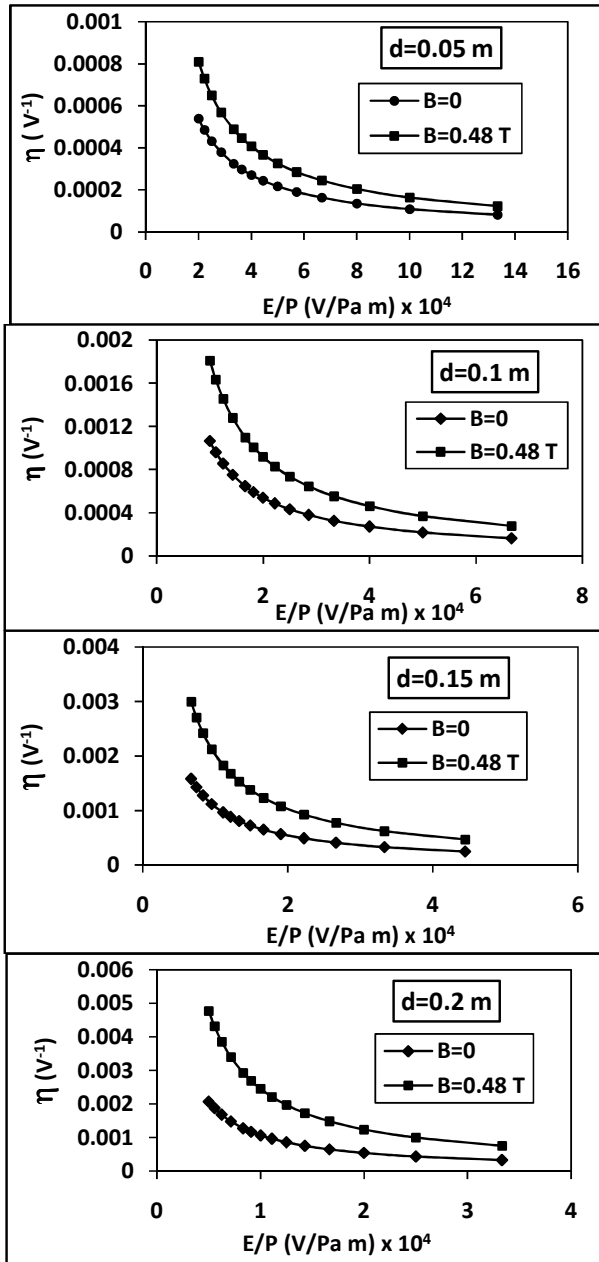 0.001
0.0008
0.0006
0.0004
0.0002
0
η ( V⁻¹)
d=0.05 m
B=0
B=0.48 T
0 2 4 6 8 10 12 14 16
E/P (V/Pa m) x 10⁴
0.002
0.0016
0.0012
0.0008
0.0004
0
η (V⁻¹)
d=0.1 m
B=0
B=0.48 T
0 2 4 6 8
E/P (V/Pa m) x 10⁴
0.004
0.003
0.002
0.001
0
η (V⁻¹)
d=0.15 m
B=0
B=0.48 T
0 2 4 6
E/P (V/Pa m) x 10⁴
0.006
0.005
0.004
0.003
0.002
0.001
0
η (V⁻¹)
d=0.2 m
B=0
B=0.48 T
0 1 2 3 4
E/P (V/Pa m) x 10⁴